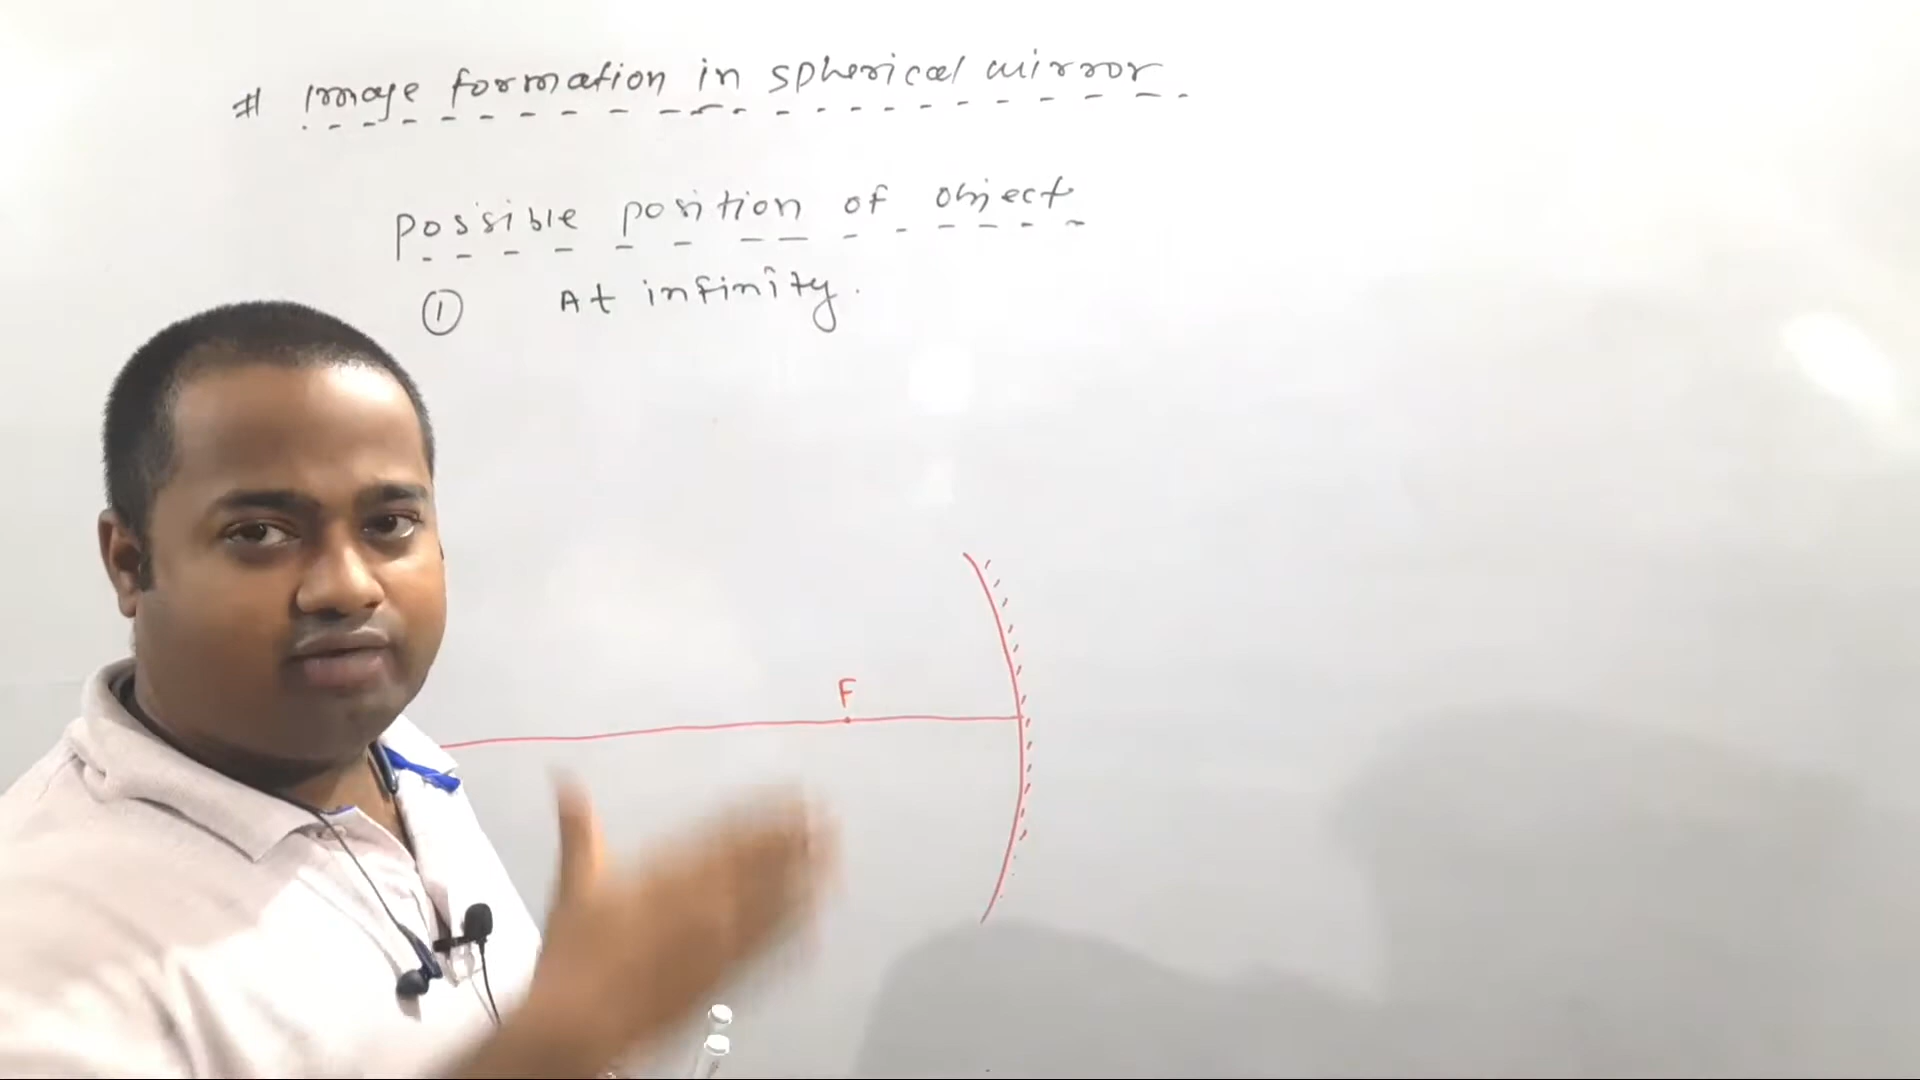 # Image formation in spherical mirror
Possible position of object
① At infinity.
F